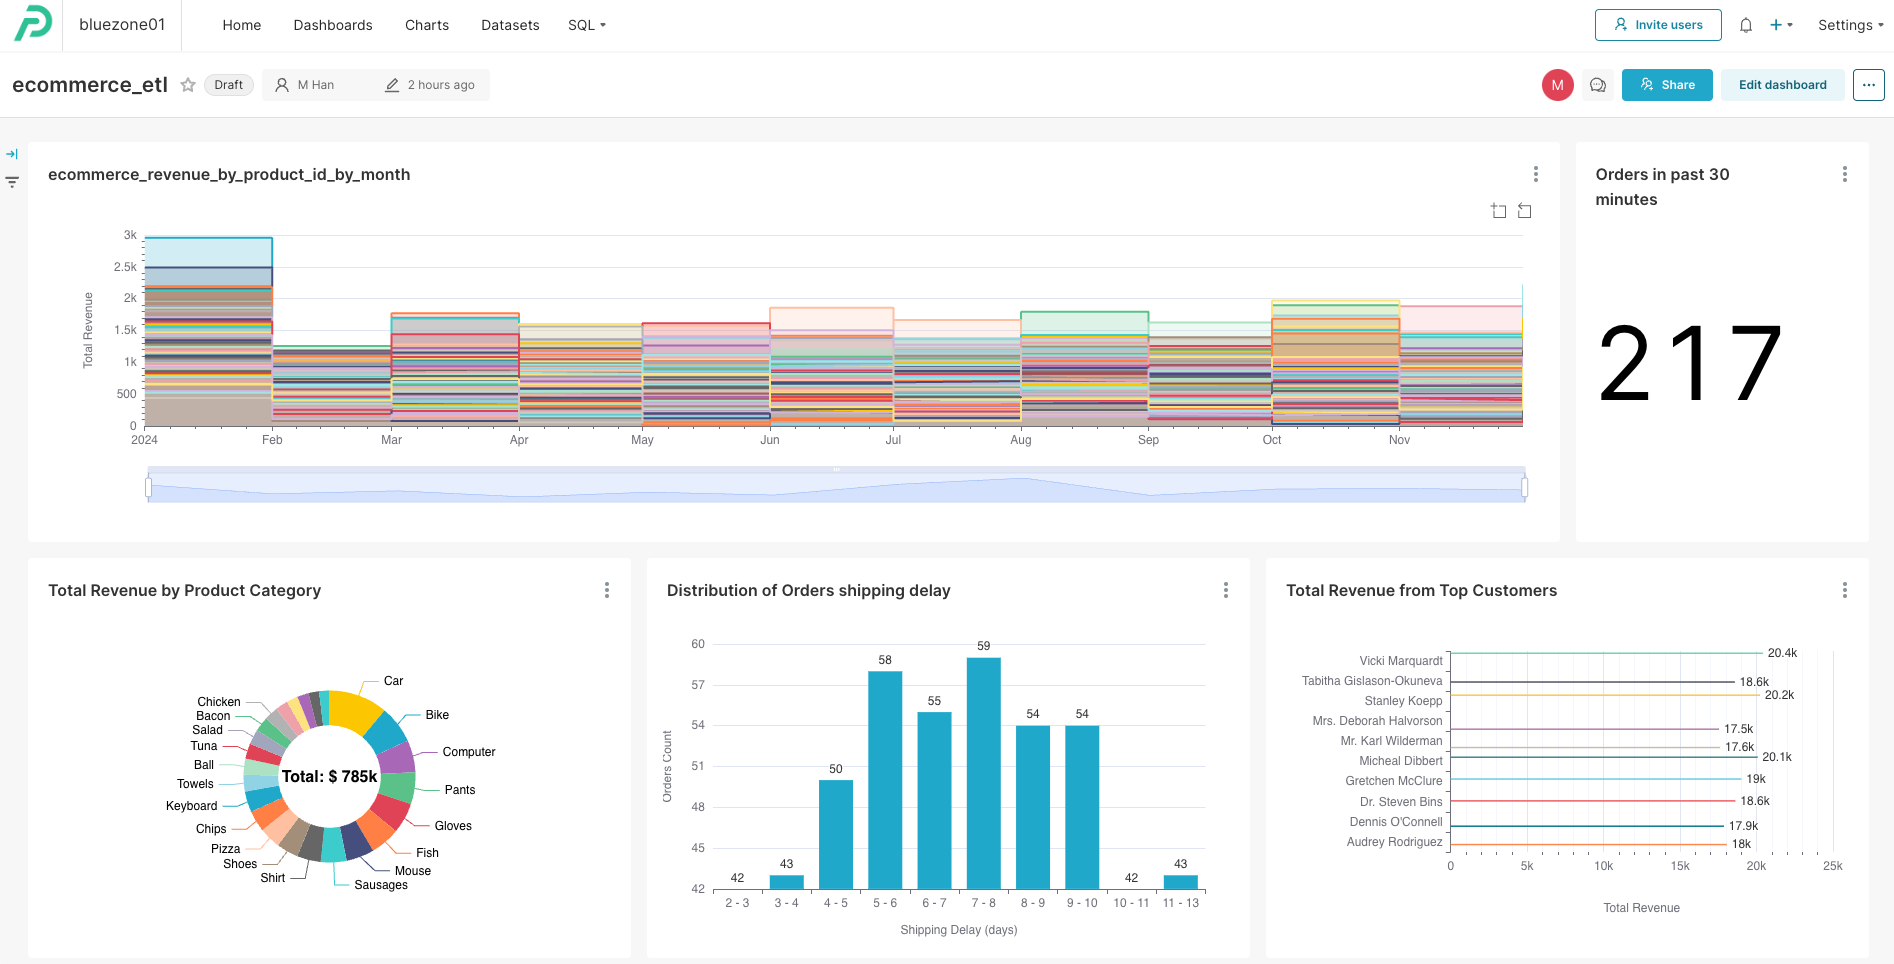 bluezone01 Home Dashboards Charts Datasets SQL Invite users Settings
ecommerce_etl Draft M Han 2 hours ago M Share Edit dashboard
ecommerce_revenue_by_product_id_by_month
Total Revenue
3k
2.5k
2k
1.5k
1k
500
0
2024 Feb Mar Apr May Jun Jul Aug Sep Oct Nov
Orders in past 30
minutes
217
Total Revenue by Product Category
Car
Bike
Computer
Pants
Gloves
Fish
Mouse
Sausages
Shirt
Shoes
Pizza
Chips
Keyboard
Towels
Ball
Tuna
Salad
Bacon
Chicken
Total: $ 785k
Distribution of Orders shipping delay
Orders Count
60
57
54
51
48
45
42
42 43 50 58 55 59 54 54 42 43
2 - 3 3 - 4 4 - 5 5 - 6 6 - 7 7 - 8 8 - 9 9 - 10 10 - 11 11 - 13
Shipping Delay (days)
Total Revenue from Top Customers
Vicki Marquardt 20.4k
Tabitha Gislason-Okuneva 18.6k
Stanley Koepp 20.2k
Mrs. Deborah Halvorson 17.5k
Mr. Karl Wilderman 17.6k
Micheal Dibbert 20.1k
Gretchen McClure 19k
Dr. Steven Bins 18.6k
Dennis O'Connell 17.9k
Audrey Rodriguez 18k
0 5k 10k 15k 20k 25k
Total Revenue